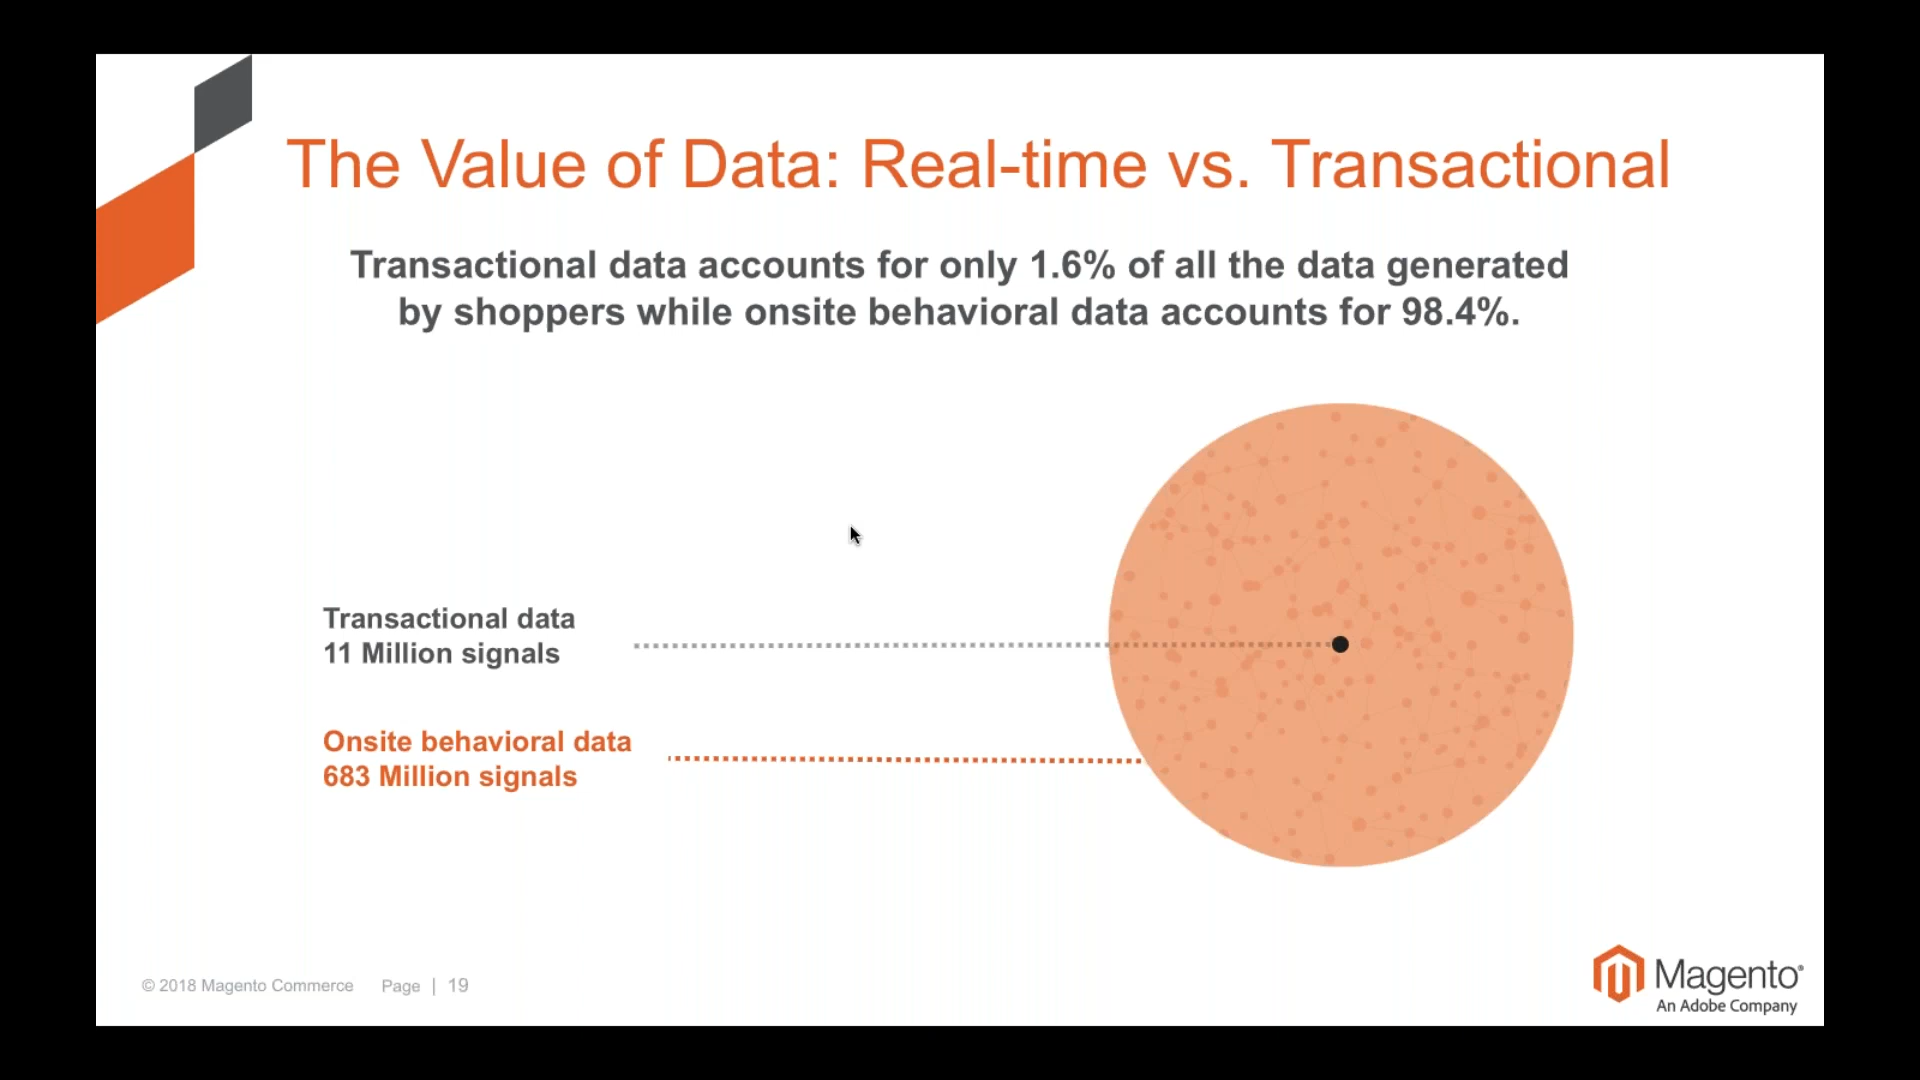 The Value of Data: Real-time vs. Transactional
Transactional data accounts for only 1.6% of all the data generated
by shoppers while onsite behavioral data accounts for 98.4%.
Transactional data
11 Million signals
Onsite behavioral data
683 Million signals
© 2018 Magento Commerce Page | 19
Magento®
An Adobe Company